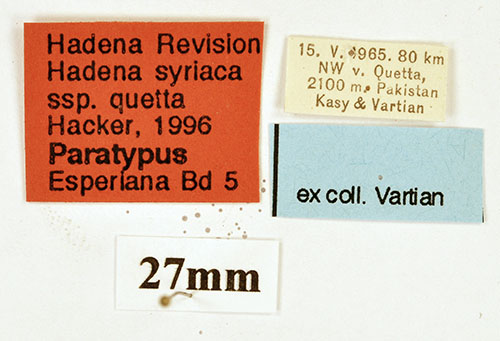 Hadena Revision
Hadena syriaca
ssp. quetta
Hacker, 1996
Paratypus
Esperiana Bd 5
15. V. 1965. 80 km
NW v. Quetta,
2100 m, Pakistan
Kasy & Vartian
ex coll. Vartian
27mm